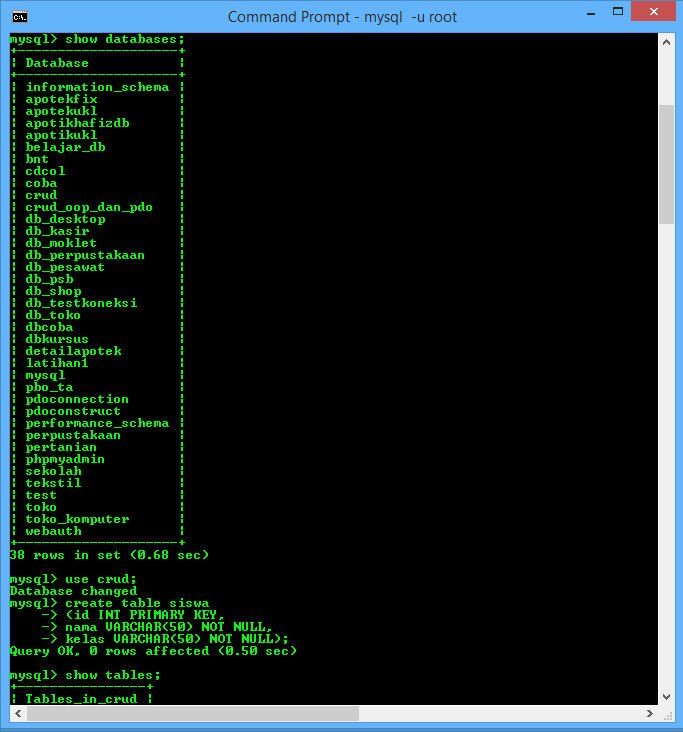 Command Prompt - mysql  -u root
mysql> show databases;
+--------------------+
| Database           |
+--------------------+
| information_schema |
| apotekfix          |
| apotekukl          |
| apotikhafizdb      |
| apotikukl          |
| belajar_db         |
| bnt                |
| cdcol              |
| coba               |
| crud               |
| crud_oop_dan_pdo   |
| db_desktop         |
| db_kasir           |
| db_moklet          |
| db_perpustakaan    |
| db_pesawat         |
| db_psb             |
| db_shop            |
| db_testkoneksi     |
| db_toko            |
| dbcoba             |
| dbkursus           |
| detailapotek       |
| latihan1           |
| mysql              |
| pbo_ta             |
| pdoconnection      |
| pdoconstruct       |
| performance_schema |
| perpustakaan       |
| pertanian          |
| phpmyadmin         |
| sekolah            |
| tekstil            |
| test               |
| toko               |
| toko_komputer      |
| webauth            |
+--------------------+
38 rows in set (0.68 sec)
mysql> use crud;
Database changed
mysql> create table siswa
    -> (id INT PRIMARY KEY,
    -> nama VARCHAR(50) NOT NULL,
    -> kelas VARCHAR(50) NOT NULL);
Query OK, 0 rows affected (0.50 sec)
mysql> show tables;
+----------------+
| Tables_in_crud |